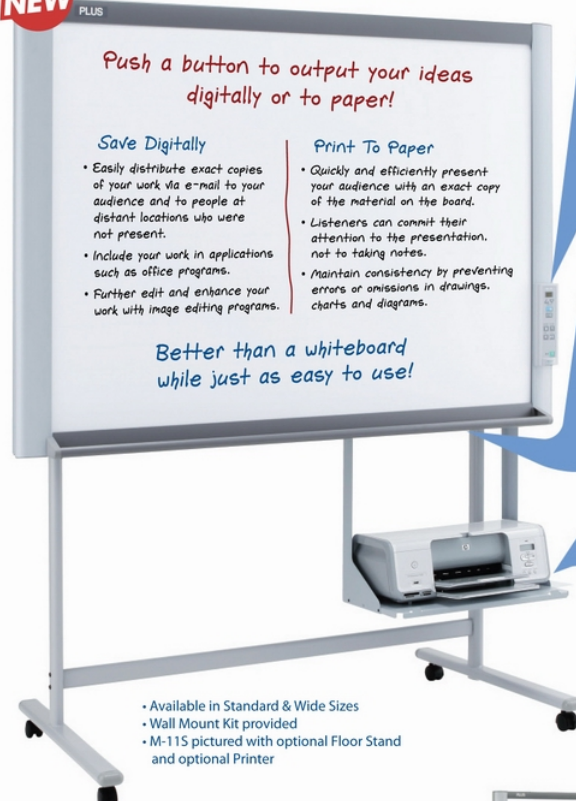 NEW
PLUS
Push a button to output your ideas
digitally or to paper!
Save Digitally
• Easily distribute exact copies
of your work via e-mail to your
audience and to people at
distant locations who were
not present.
• Include your work in applications
such as office programs.
• Further edit and enhance your
work with image editing programs.
Print To Paper
• Quickly and efficiently present
your audience with an exact copy
of the material on the board.
• Listeners can commit their
attention to the presentation,
not to taking notes.
• Maintain consistency by preventing
errors or omissions in drawings,
charts and diagrams.
Better than a whiteboard
while just as easy to use!
hp
• Available in Standard & Wide Sizes
• Wall Mount Kit provided
• M-11S pictured with optional Floor Stand
and optional Printer